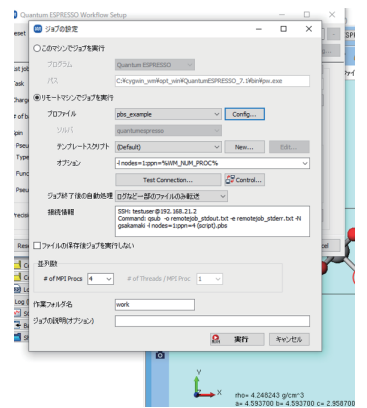 Quantum ESPRESSO Workflow Setup
ジョブの設定
このマシンでジョブを実行
プログラム Quantum ESPRESSO
パス C:¥cygwin_wm¥opt_win¥QuantumESPRESSO_7.1¥bin¥pw.exe
リモートマシンでジョブを実行
プロファイル pbs_example Config...
ソルバ quantumespresso
テンプレートスクリプト (Default) New... Edit...
オプション -l nodes=1:ppn=%WM_NUM_PROC%
Test Connection... Control...
ジョブ終了後の自動処理 ログなど一部のファイルのみ転送
接続情報 SSH: testuser@192.168.21.2
Command: qsub -o remotejob_stdout.txt -e remotejob_stderr.txt -N
gsakamaki -l nodes=1:ppn=4 (script).pbs
ファイルの保存後ジョブを実行しない
並列数
# of MPI Procs 4 # of Threads / MPI Proc 1
作業フォルダ名 work
ジョブの説明(オプション)
実行 キャンセル
Y
X
rho= 4.248243 g/cm^3
a= 4.593700 b= 4.593700 c= 2.958700